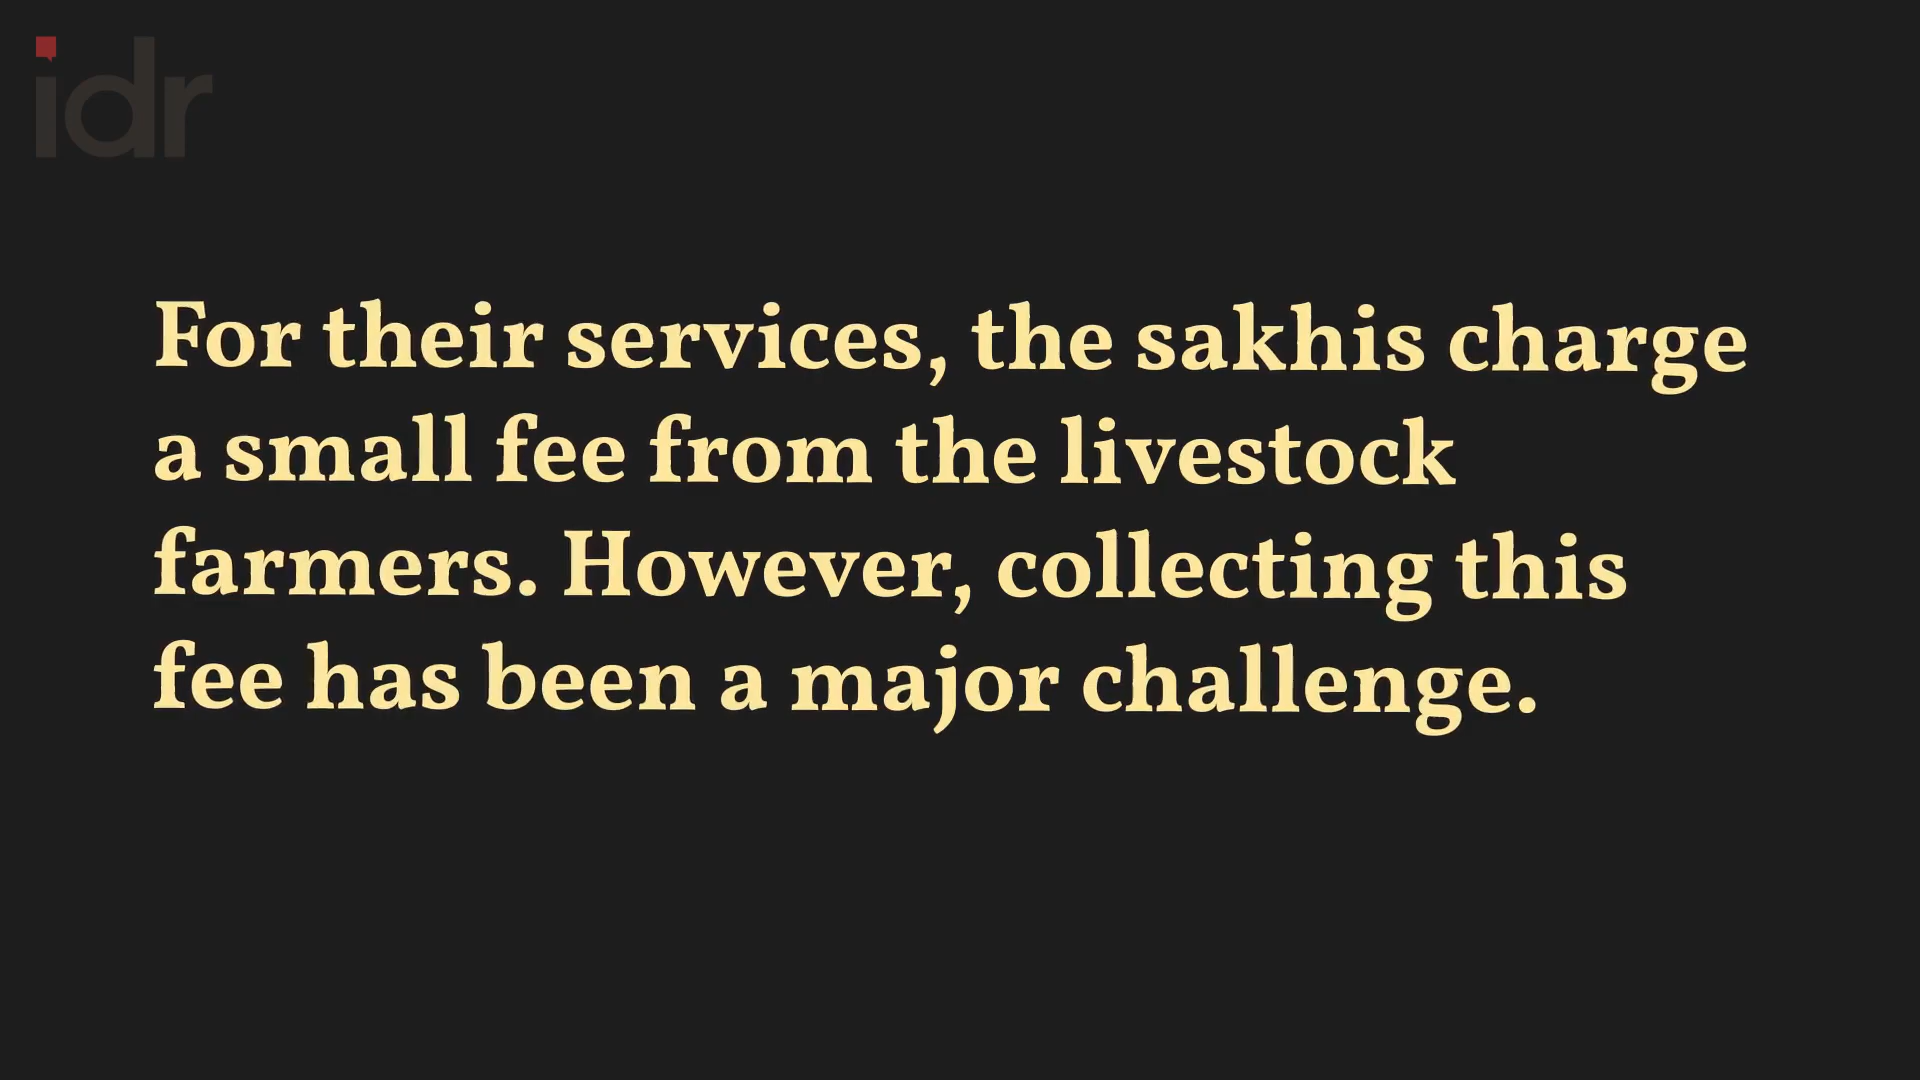 idr
For their services, the sakhis charge
a small fee from the livestock
farmers. However, collecting this
fee has been a major challenge.